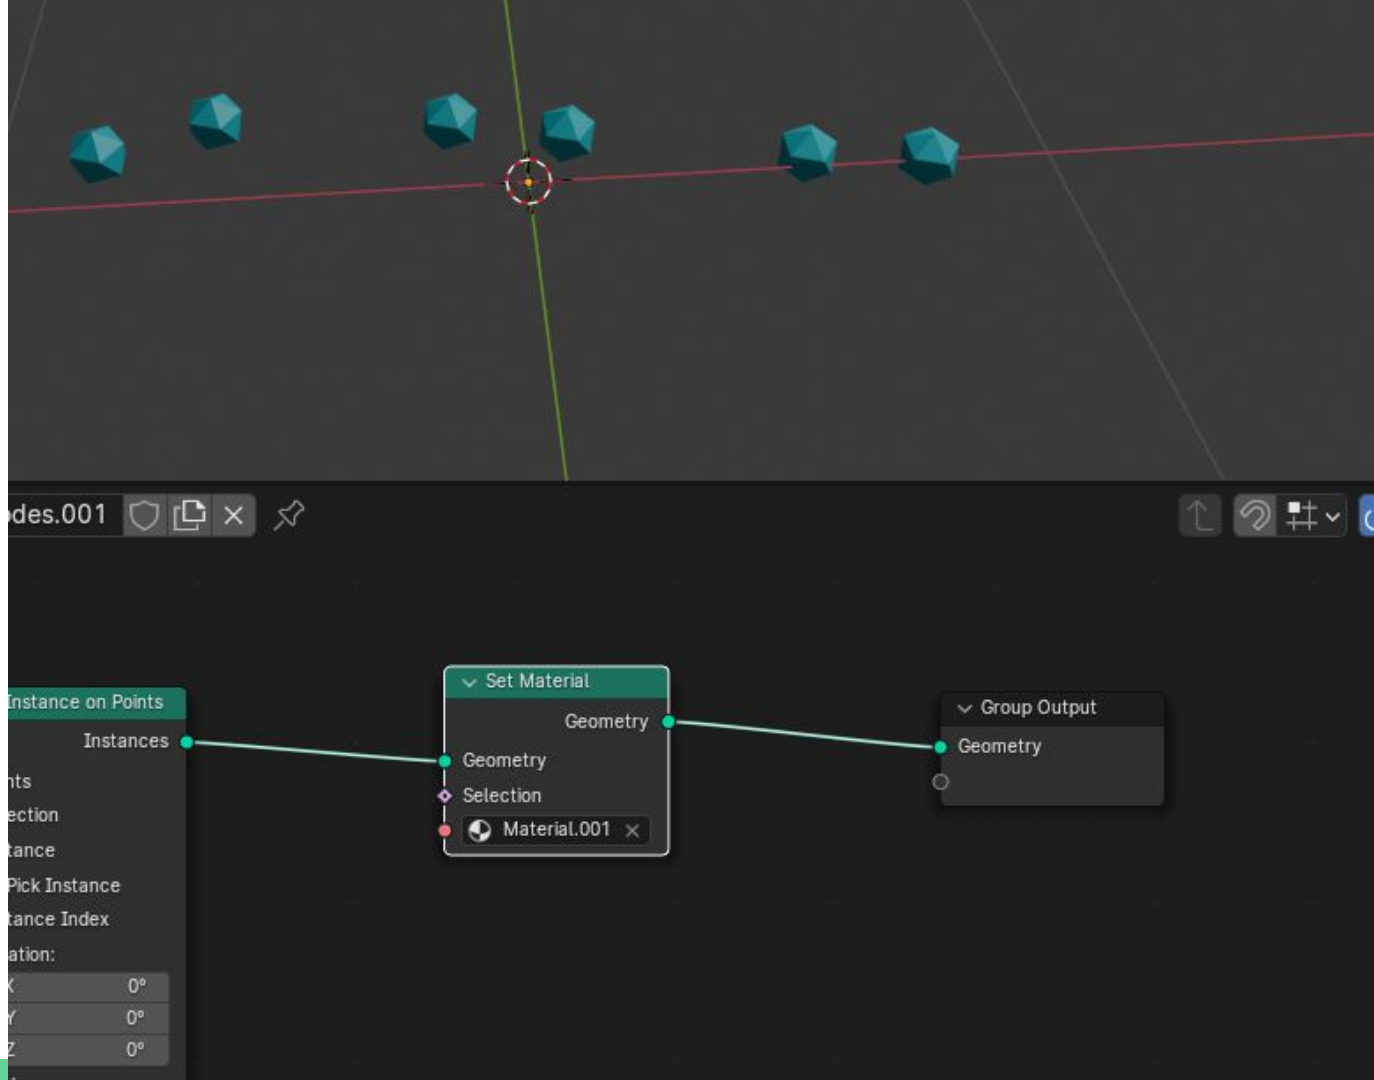 odes.001
Set Material
Geometry
Geometry
Selection
Material.001
Group Output
Geometry
Instance on Points
Instances
nts
ection
tance
Pick Instance
tance Index
ation:
X 0°
Y 0°
Z 0°